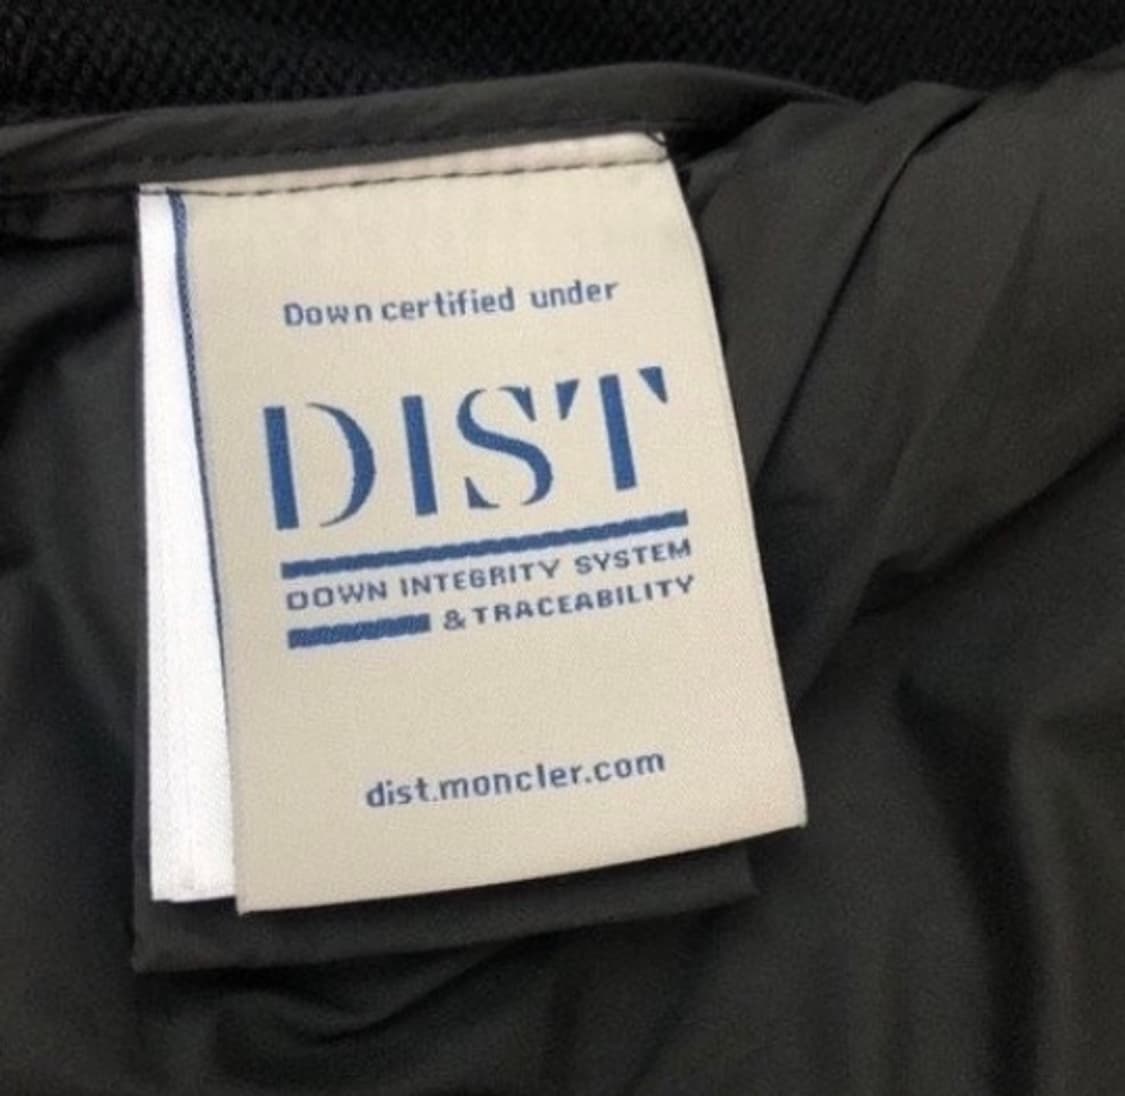 Down certified under
DIST
DOWN INTEGRITY SYSTEM
& TRACEABILITY
dist.moncler.com